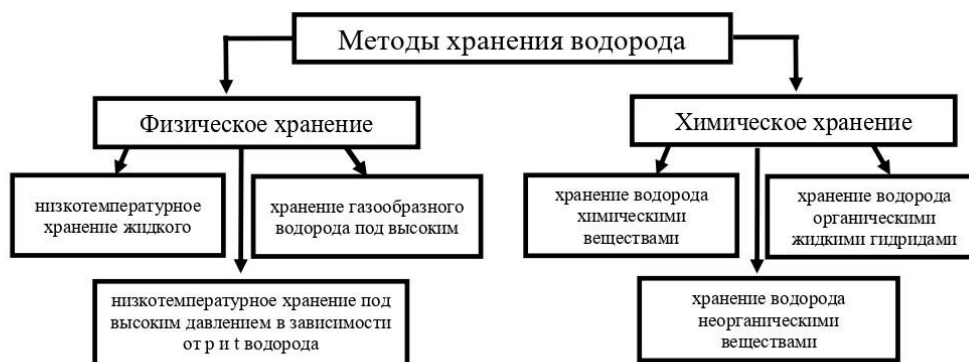 Методы хранения водорода
Физическое хранение
Химическое хранение
низкотемпературное
хранение жидкого
хранение газообразного
водорода под высоким
хранение водорода
химическими
веществами
хранение водорода
органическими
жидкими гидридами
низкотемпературное хранение под
высоким давлением в зависимости
от p и t водорода
хранение водорода
неорганическими
веществами